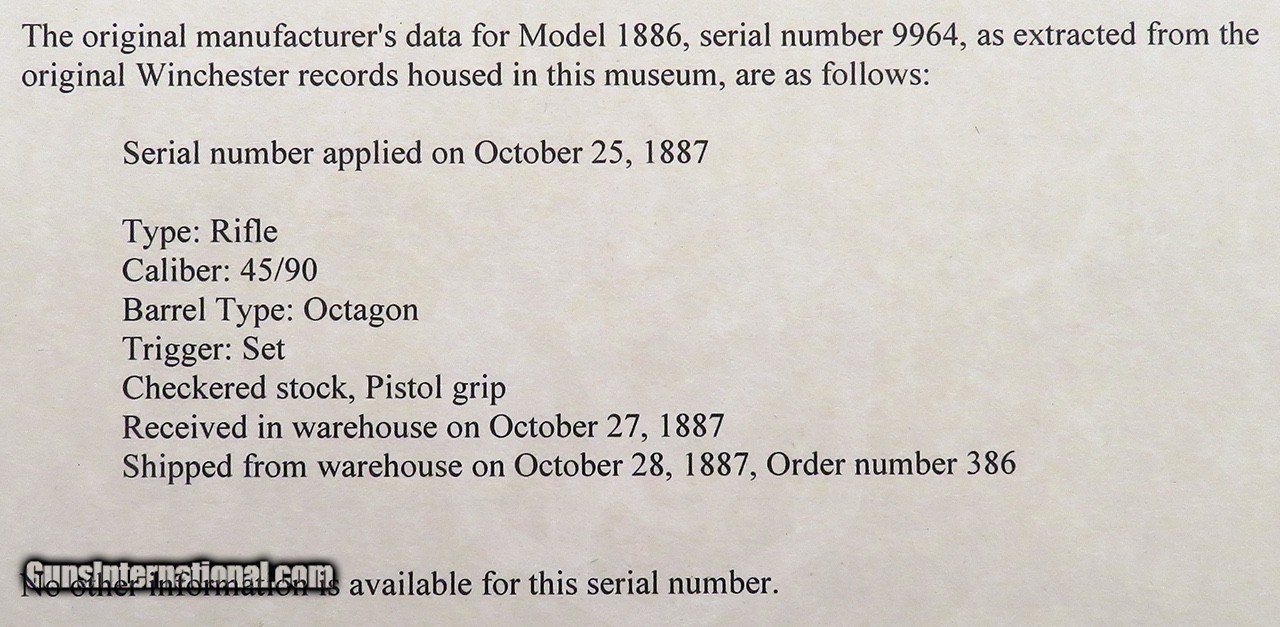 The original manufacturer's data for Model 1886, serial number 9964, as extracted from the
original Winchester records housed in this museum, are as follows:
Serial number applied on October 25, 1887
Type: Rifle
Caliber: 45/90
Barrel Type: Octagon
Trigger: Set
Checkered stock, Pistol grip
Received in warehouse on October 27, 1887
Shipped from warehouse on October 28, 1887, Order number 386
GunsInternational.com
No other information is available for this serial number.